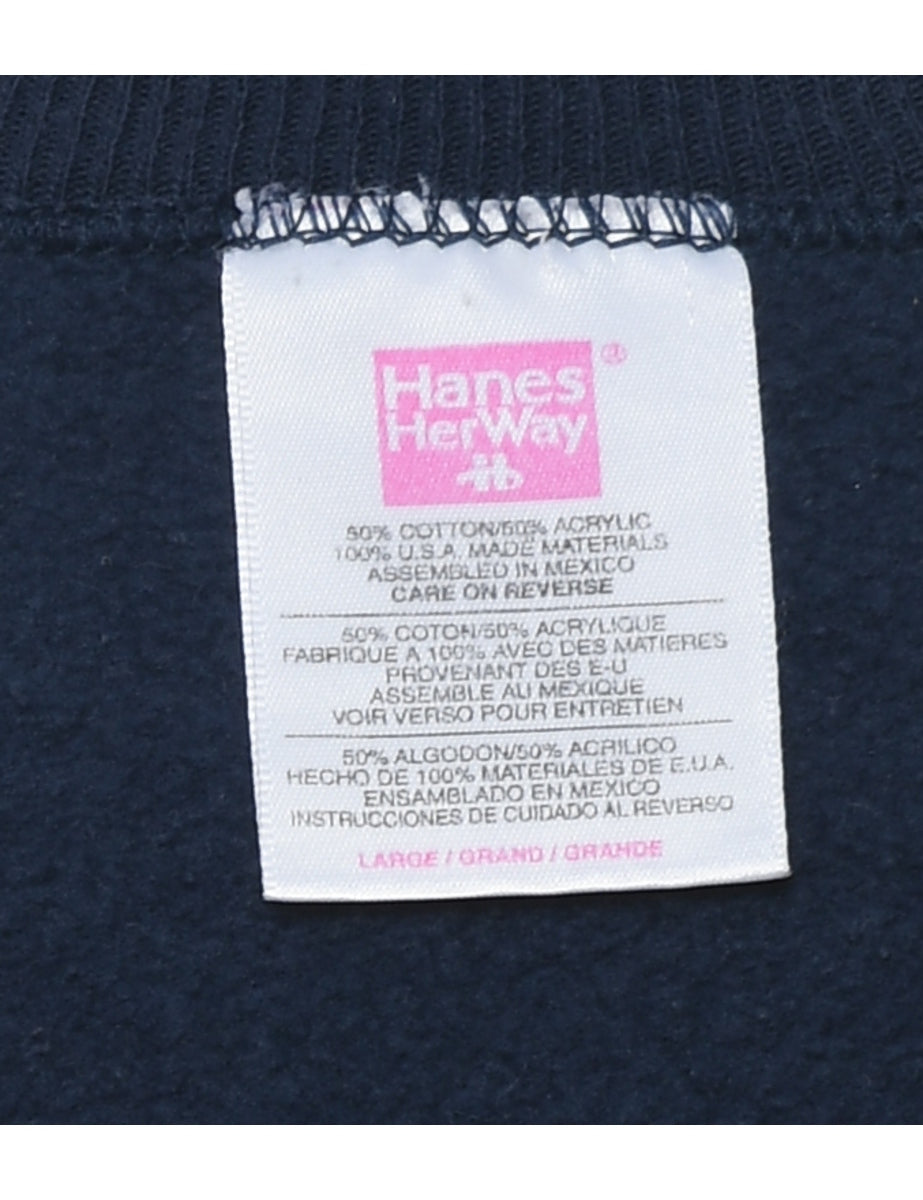 Hanes
HerWay
®
50% COTTON/50% ACRYLIC
100% U.S.A. MADE MATERIALS
ASSEMBLED IN MEXICO
CARE ON REVERSE
50% COTON/50% ACRYLIQUE
FABRIQUE A 100% AVEC DES MATIERES
PROVENANT DES E-U
ASSEMBLE AU MEXIQUE
VOIR VERSO POUR ENTRETIEN
50% ALGODON/50% ACRILICO
HECHO DE 100% MATERIALES DE E.U.A.
ENSAMBLADO EN MEXICO
INSTRUCCIONES DE CUIDADO AL REVERSO
LARGE / GRAND / GRANDE